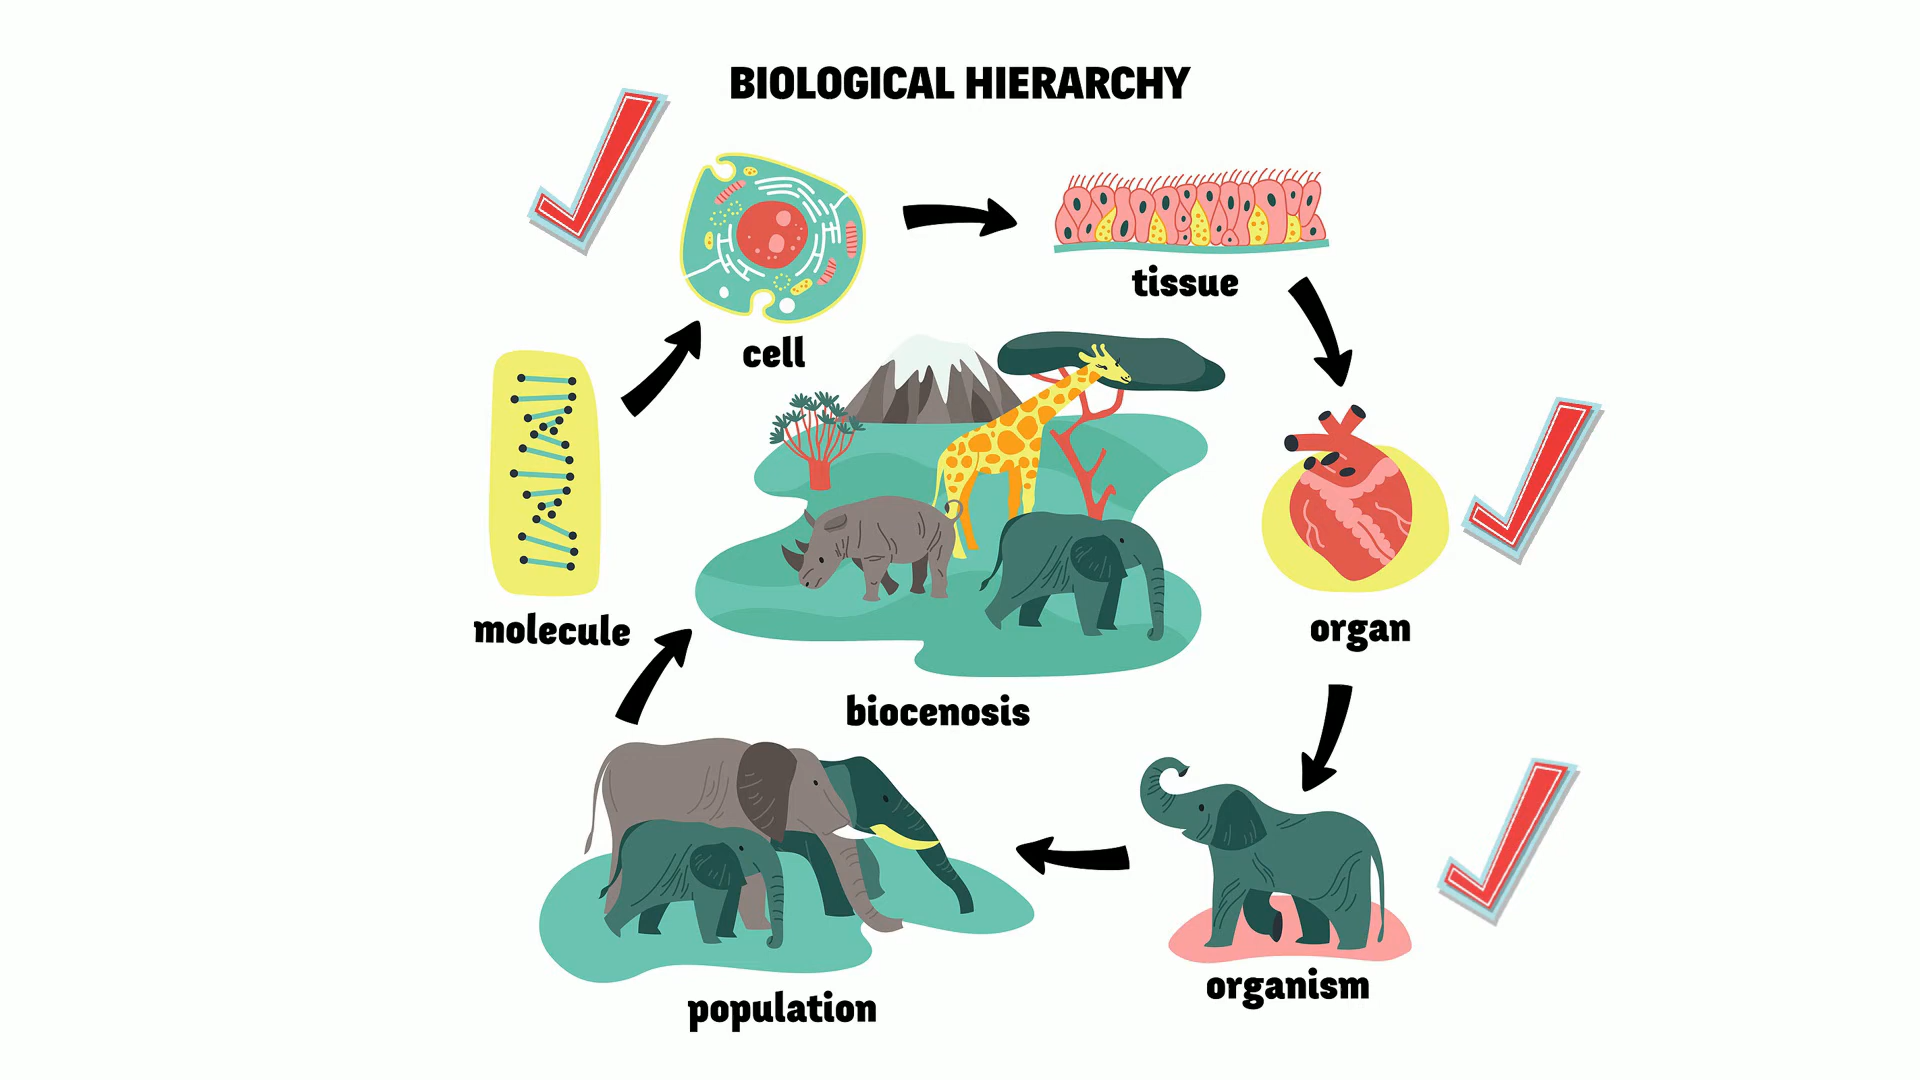 BIOLOGICAL HIERARCHY
cell
tissue
molecule
organ
biocenosis
organism
population